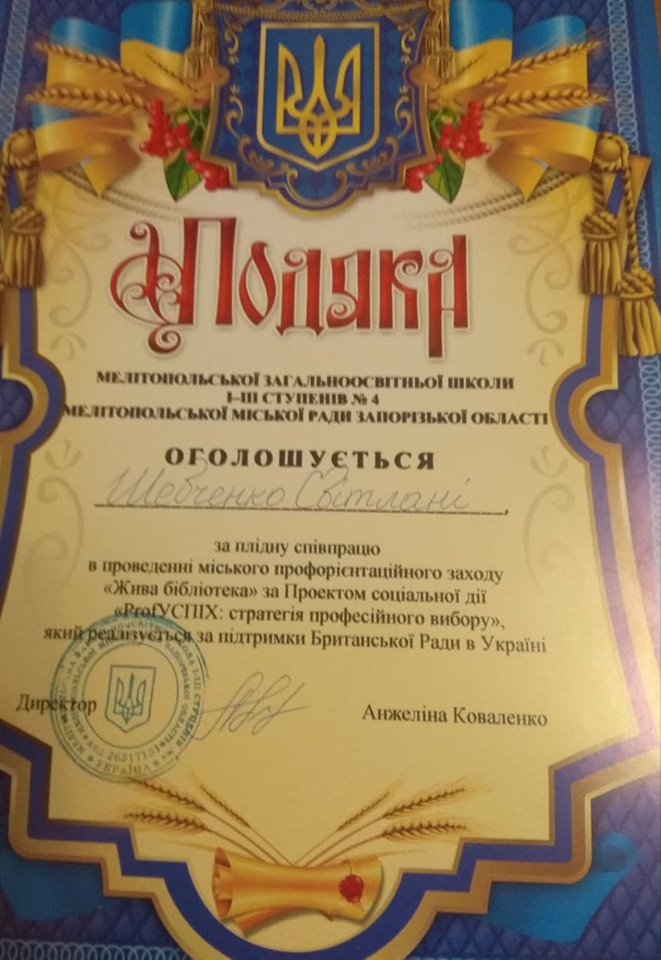 Подяка
МЕЛІТОПОЛЬСЬКОЇ ЗАГАЛЬНООСВІТНЬОЇ ШКОЛИ
І-ІІІ СТУПЕНІВ № 4
МЕЛІТОПОЛЬСЬКОЇ МІСЬКОЇ РАДИ ЗАПОРІЗЬКОЇ ОБЛАСТІ
ОГОЛОШУЄТЬСЯ
Шевченко Світлані,
за плідну співпрацю
в проведенні міського профорієнтаційного заходу
«Жива бібліотека» за Проектом соціальної дії
«ProfУСПІХ: стратегія професійного вибору»,
який реалізується за підтримки Британської Ради в Україні
Директор
Анжеліна Коваленко
УКРАЇНА